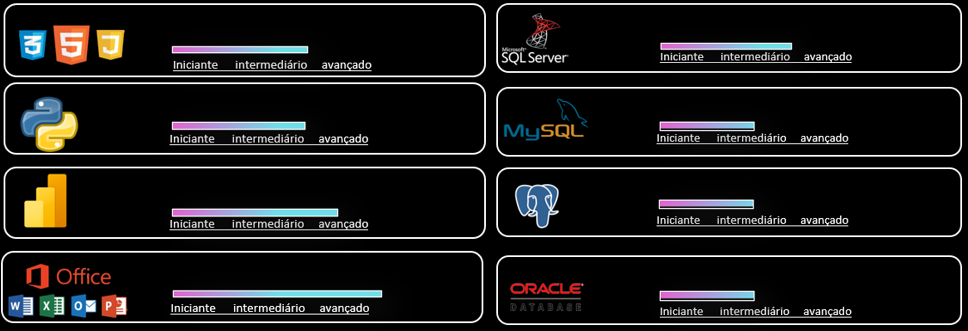 3 5 J
Iniciante intermediário avançado
Iniciante intermediário avançado
Iniciante intermediário avançado
Office
W X O P
Iniciante intermediário avançado
Microsoft
SQL Server
Iniciante intermediário avançado
MySQL
Iniciante intermediário avançado
Iniciante intermediário avançado
ORACLE
DATABASE
Iniciante intermediário avançado